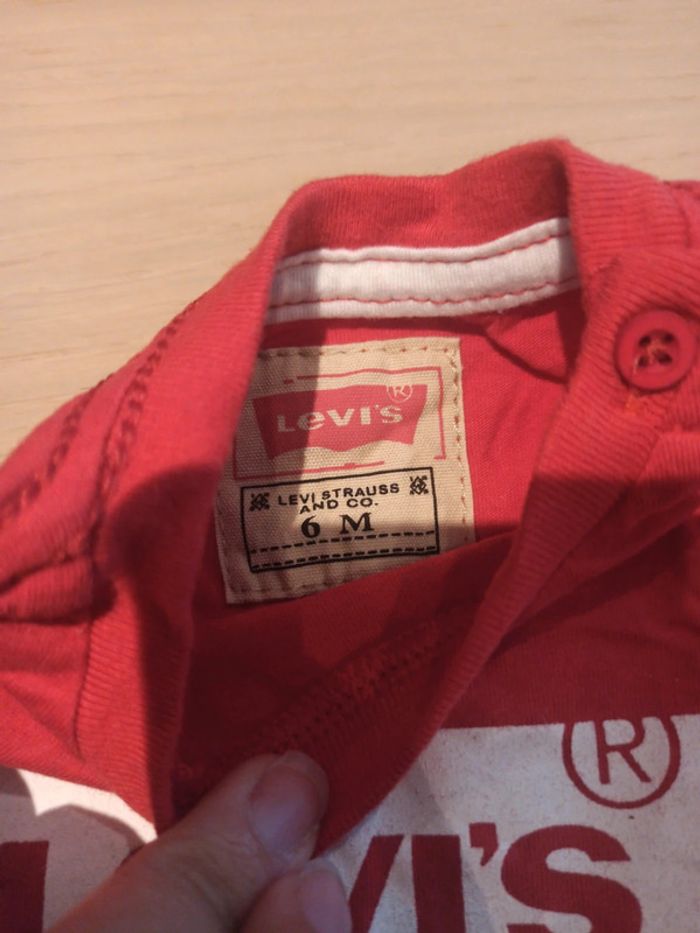 LEVI'S
®
LEVI STRAUSS
AND CO.
6 M
®
VI'S